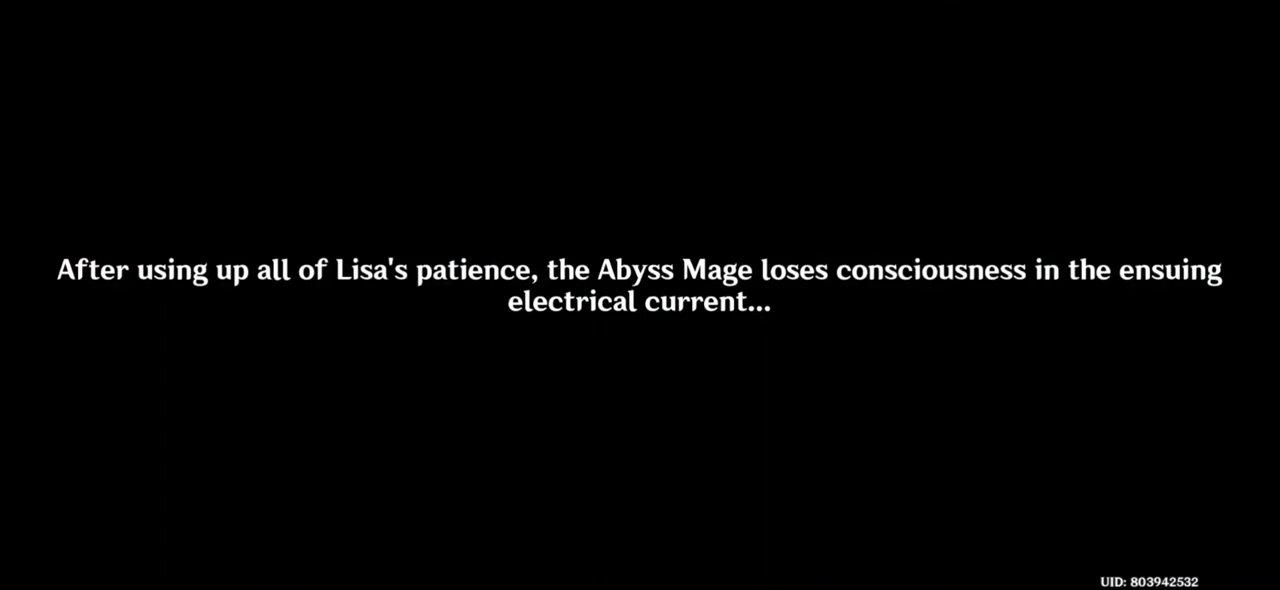 After using up all of Lisa's patience, the Abyss Mage loses consciousness in the ensuing
electrical current...
UID: 803942532